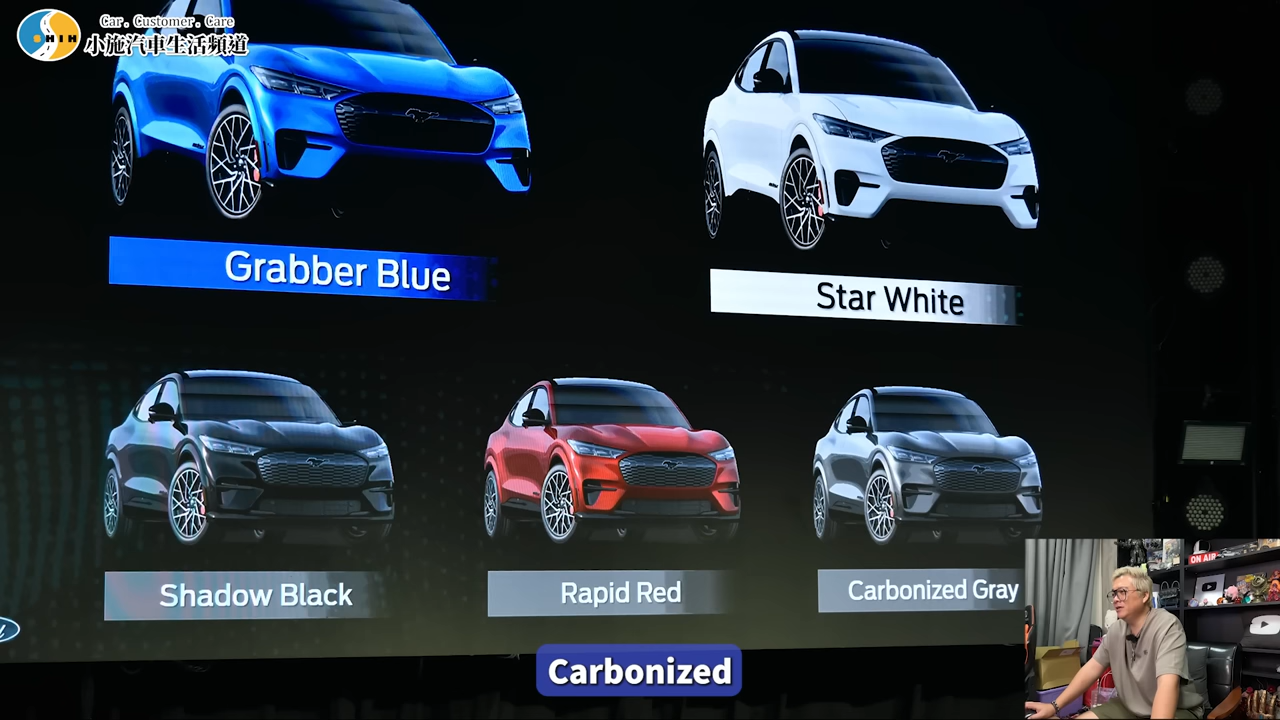 Car. Customer. Care
SHIH
小施汽車生活頻道
Grabber Blue
Star White
Shadow Black
Rapid Red
Carbonized Gray
ON AIR
Carbonized